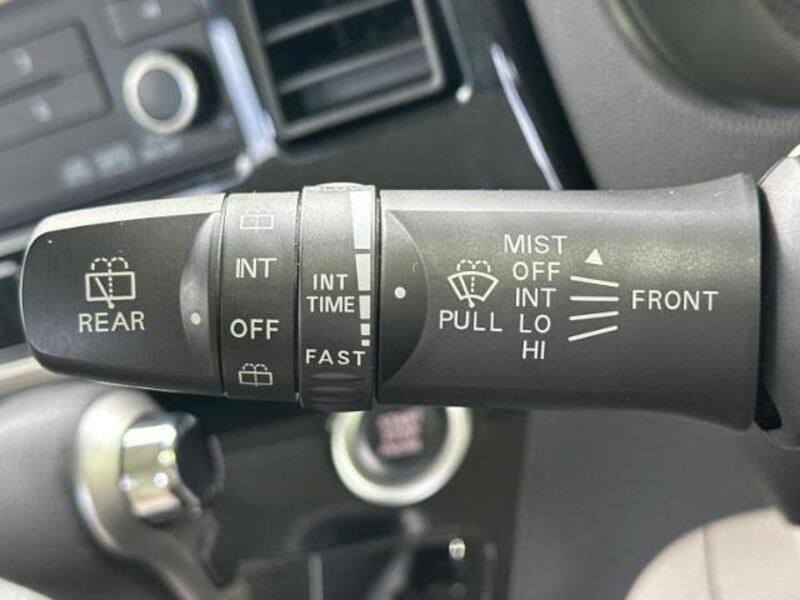 REAR
INT
OFF
INT
TIME
FAST
PULL
MIST
OFF
INT
LO
HI
FRONT